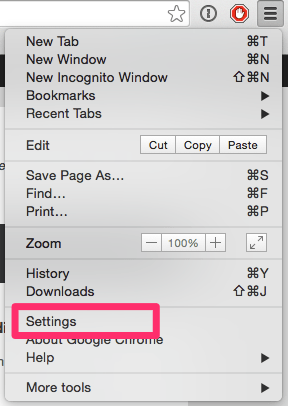 New Tab ⌘T
New Window ⌘N
New Incognito Window ⇧⌘N
Bookmarks ▶
Recent Tabs ▶
Edit Cut Copy Paste
Save Page As... ⌘S
Find... ⌘F
Print... ⌘P
Zoom − 100% +
History ⌘Y
Downloads ⇧⌘J
Settings
About Google Chrome
Help ▶
More tools ▶